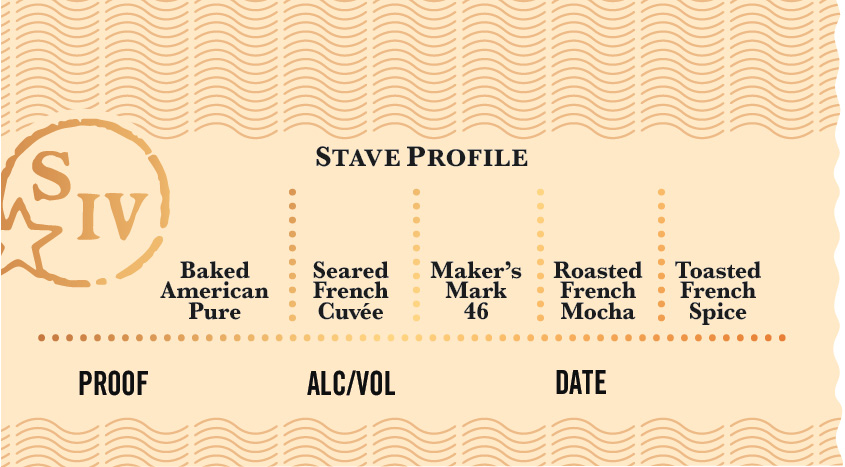 STAVE PROFILE
S
IV
Baked American Pure
Seared French Cuvée
Maker's Mark 46
Roasted French Mocha
Toasted French Spice
PROOF ALC/VOL DATE